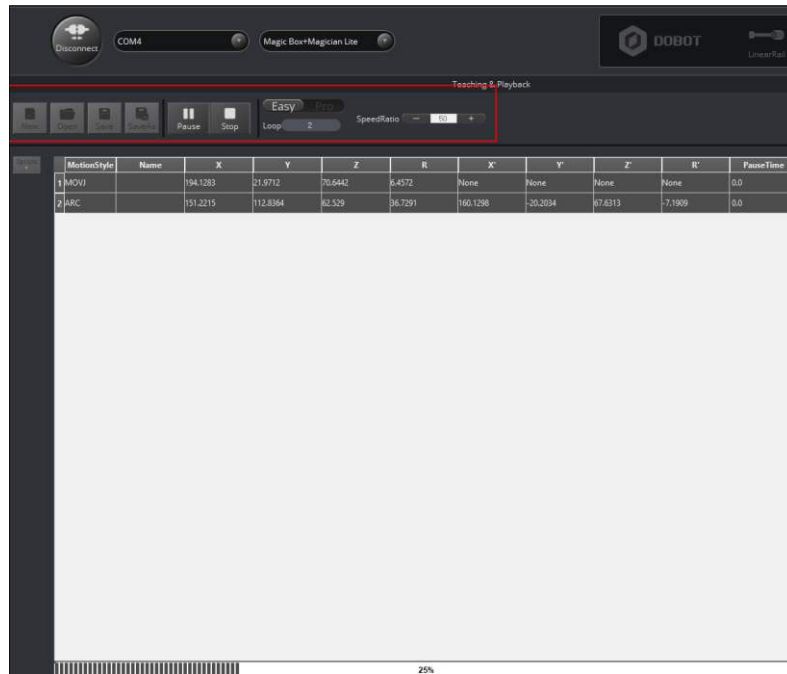 Disconnect
COM4
Magic Box+Magician Lite
DOBOT
LinearRail
Teaching & Playback
New Open Save SaveAs Pause Stop
Easy Pro
Loop 2
SpeedRatio − 50 +
MotionStyle Name X Y Z R X' Y' Z' R' PauseTime
1 MOVJ 194.1283 21.9712 70.6442 6.4572 None None None None 0.0
2 ARC 151.2215 112.8364 62.529 36.7291 160.1298 -20.2034 67.6313 -7.1909 0.0
25%